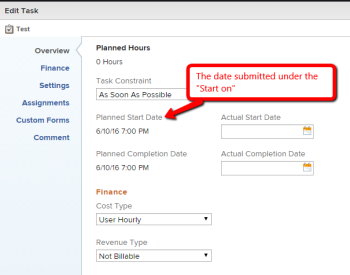 Edit Task
Test
Overview
Finance
Settings
Assignments
Custom Forms
Comment
Planned Hours
0 Hours
Task Constraint
As Soon As Possible
The date submitted under the
"Start on"
Planned Start Date
Actual Start Date
6/10/16 7:00 PM
Planned Completion Date
Actual Completion Date
6/10/16 7:00 PM
Finance
Cost Type
User Hourly
Revenue Type
Not Billable